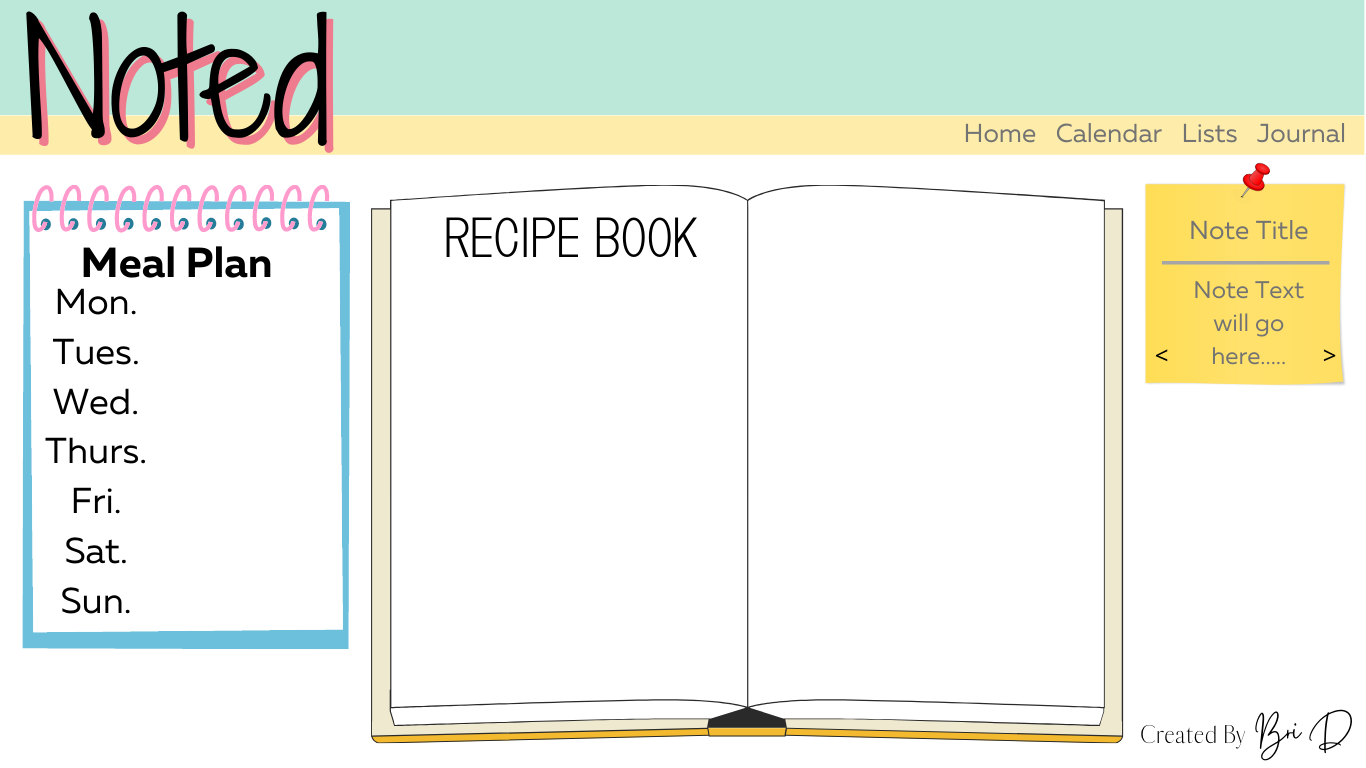 Noted
Home Calendar Lists Journal
Meal Plan
Mon.
Tues.
Wed.
Thurs.
Fri.
Sat.
Sun.
RECIPE BOOK
Note Title
Note Text
will go
< here..... >
Created By Bri D